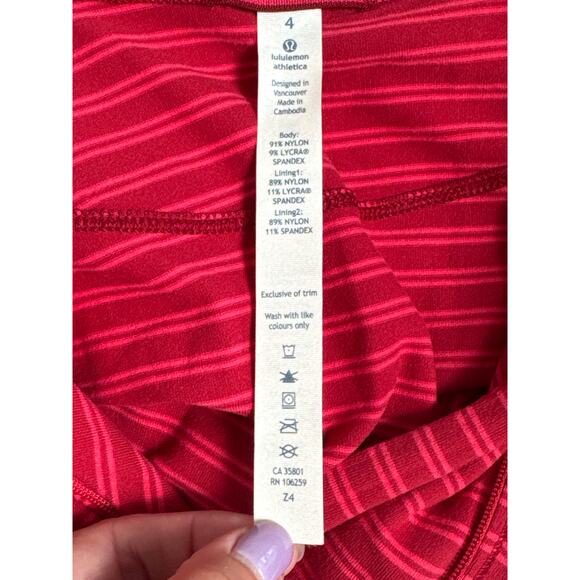 4
lululemon
athletica
Designed in
Vancouver
Made in
Cambodia
Body:
91% NYLON
9% LYCRA®
SPANDEX
Lining1:
89% NYLON
11% LYCRA®
SPANDEX
Lining2:
89% NYLON
11% SPANDEX
Exclusive of trim
Wash with like
colours only
CA 35801
RN 106259
Z4